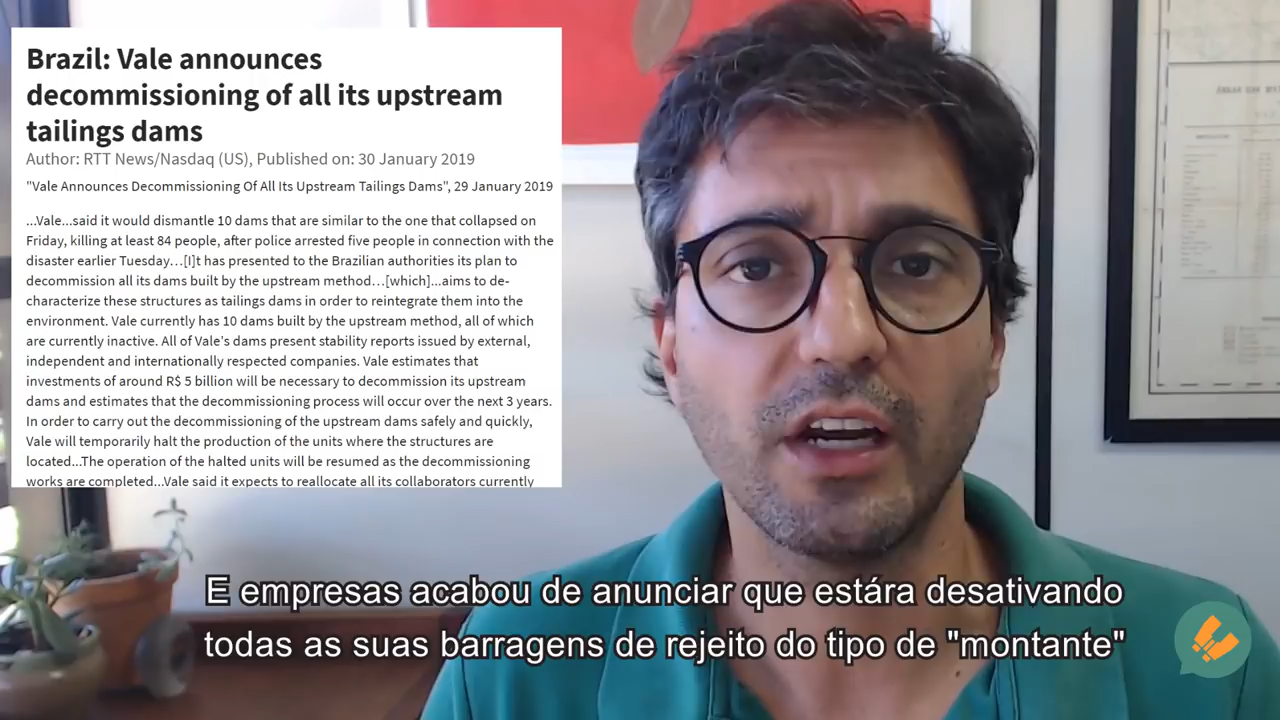 Brazil: Vale announces
decommissioning of all its upstream
tailings dams
Author: RTT News/Nasdaq (US), Published on: 30 January 2019
"Vale Announces Decommissioning Of All Its Upstream Tailings Dams", 29 January 2019
...Vale...said it would dismantle 10 dams that are similar to the one that collapsed on
Friday, killing at least 84 people, after police arrested five people in connection with the
disaster earlier Tuesday…[I]t has presented to the Brazilian authorities its plan to
decommission all its dams built by the upstream method…[which]...aims to de-
characterize these structures as tailings dams in order to reintegrate them into the
environment. Vale currently has 10 dams built by the upstream method, all of which
are currently inactive. All of Vale's dams present stability reports issued by external,
independent and internationally respected companies. Vale estimates that
investments of around R$ 5 billion will be necessary to decommission its upstream
dams and estimates that the decommissioning process will occur over the next 3 years.
In order to carry out the decommissioning of the upstream dams safely and quickly,
Vale will temporarily halt the production of the units where the structures are
located...The operation of the halted units will be resumed as the decommissioning
works are completed...Vale said it expects to reallocate all its collaborators currently
E empresas acabou de anunciar que estára desativando
todas as suas barragens de rejeito do tipo de "montante"